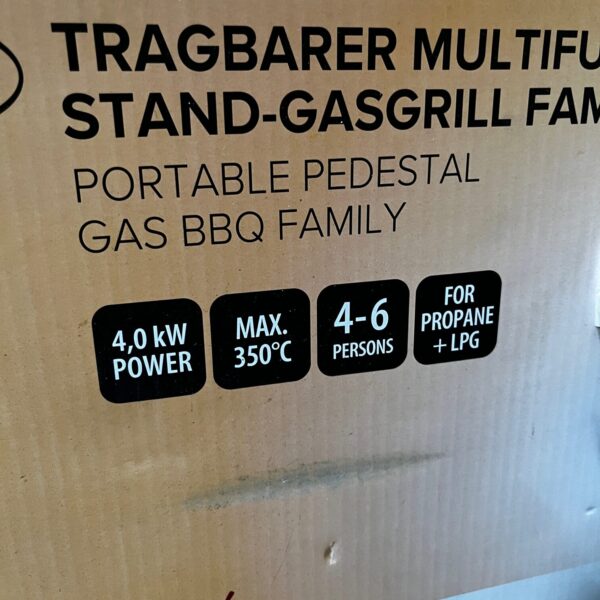 TRAGBARER MULTIFU
STAND-GASGRILL FAM
PORTABLE PEDESTAL
GAS BBQ FAMILY
4,0 kW
POWER
MAX.
350°C
4-6
PERSONS
FOR
PROPANE
+ LPG